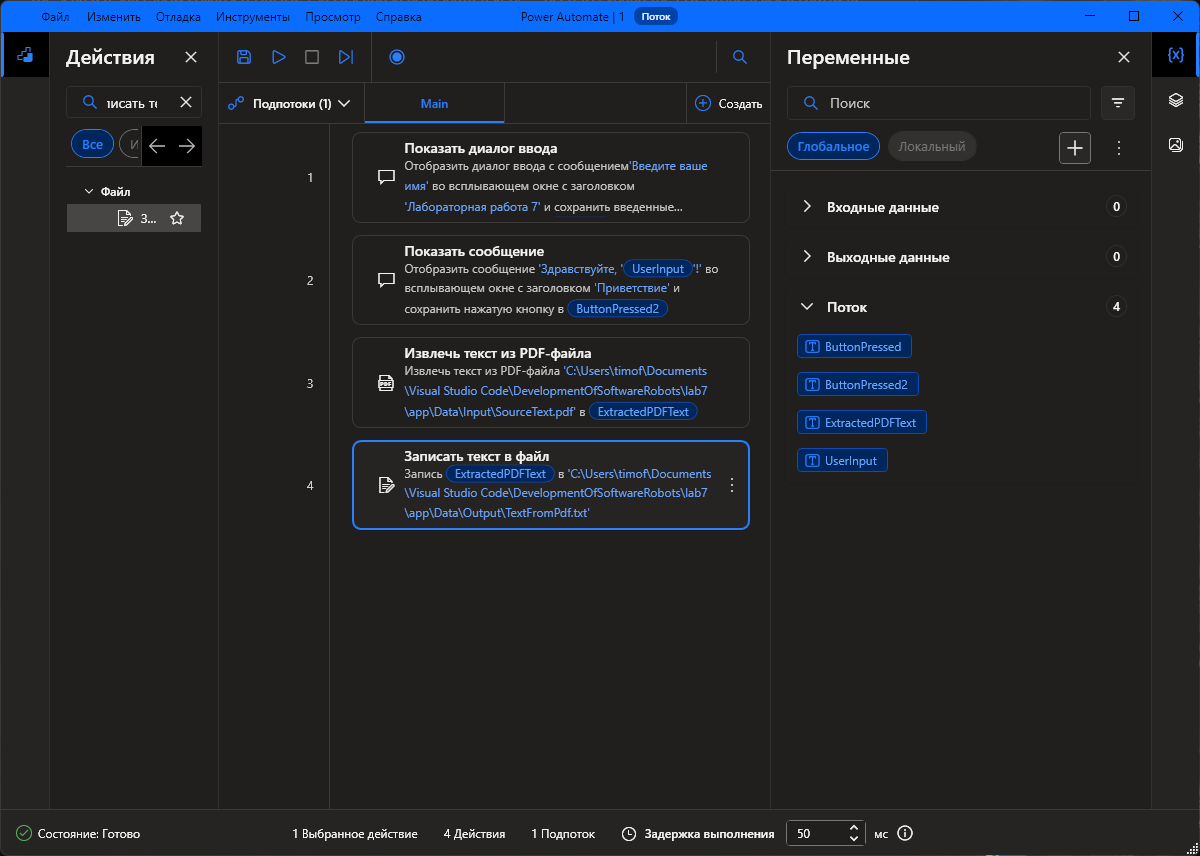 Файл Изменить Отладка Инструменты Просмотр Справка Power Automate | 1 Поток
Действия
исать те
Все И
Файл
З...
Подпотоки (1) Main Создать
1
Показать диалог ввода
Отобразить диалог ввода с сообщением'Введите ваше
имя' во всплывающем окне с заголовком
'Лабораторная работа 7' и сохранить введенные...
2
Показать сообщение
Отобразить сообщение 'Здравствуйте, ' UserInput '!' во
всплывающем окне с заголовком 'Приветствие' и
сохранить нажатую кнопку в ButtonPressed2
3
Извлечь текст из PDF-файла
Извлечь текст из PDF-файла 'C:\Users\timof\Documents
\Visual Studio Code\DevelopmentOfSoftwareRobots\lab7
\app\Data\Input\SourceText.pdf' в ExtractedPDFText
PDF
4
Записать текст в файл
Запись ExtractedPDFText в 'C:\Users\timof\Documents
\Visual Studio Code\DevelopmentOfSoftwareRobots\lab7
\app\Data\Output\TextFromPdf.txt'
Переменные
{x}
Поиск
Глобальное Локальный
Входные данные 0
Выходные данные 0
Поток 4
ButtonPressed
ButtonPressed2
ExtractedPDFText
UserInput
Состояние: Готово 1 Выбранное действие 4 Действия 1 Подпоток Задержка выполнения 50 мс